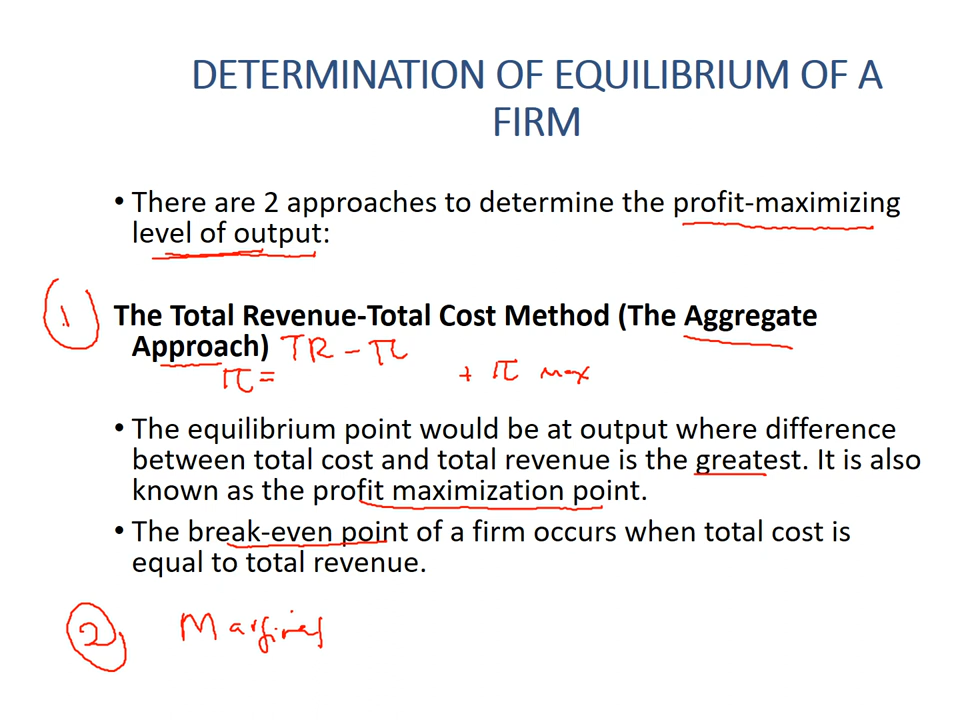 DETERMINATION OF EQUILIBRIUM OF A
FIRM
• There are 2 approaches to determine the profit-maximizing
level of output:
1
The Total Revenue-Total Cost Method (The Aggregate
Approach) TR - π
π = + π max
• The equilibrium point would be at output where difference
between total cost and total revenue is the greatest. It is also
known as the profit maximization point.
• The break-even point of a firm occurs when total cost is
equal to total revenue.
2, Marginal